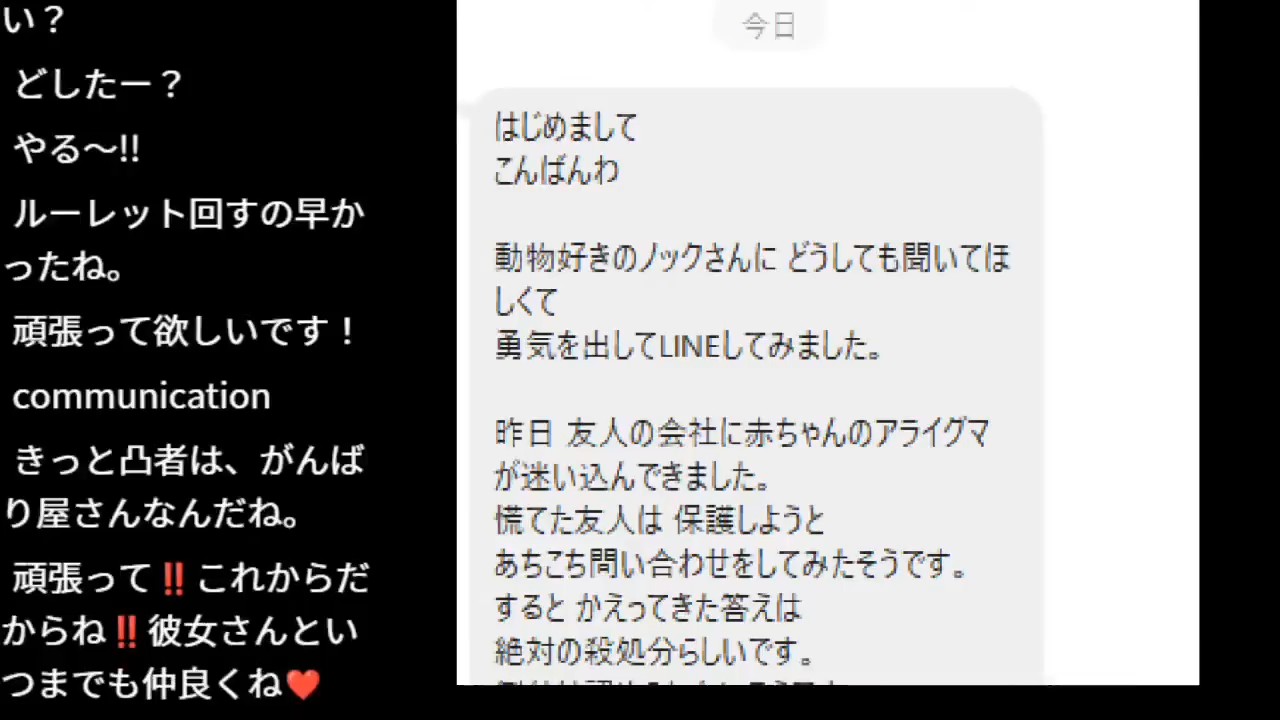 い？
どしたー？
やる〜!!
ルーレット回すの早か
ったね。
頑張って欲しいです！
communication
きっと凸者は、がんば
り屋さんなんだね。
頑張って‼️これからだ
からね‼️彼女さんとい
つまでも仲良くね❤️
今日
はじめまして
こんばんわ
動物好きのノックさんに どうしても聞いてほ
しくて
勇気を出してLINEしてみました。
昨日 友人の会社に赤ちゃんのアライグマ
が迷い込んできました。
慌てた友人は 保護しようと
あちこち問い合わせをしてみたそうです。
すると かえってきた答えは
絶対の殺処分らしいです。